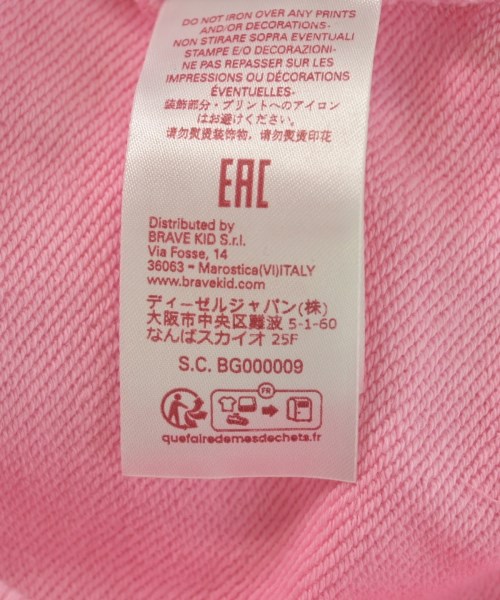 DO NOT IRON OVER ANY PRINTS
AND/OR DECORATIONS-
NON STIRARE SOPRA EVENTUALI
STAMPE E/O DECORAZIONI-
NE PAS REPASSER SUR LES
IMPRESSIONS OU DÉCORATIONS
ÉVENTUELLES-
装飾部分・プリントへのアイロン
はお避けください。
请勿熨烫装饰物，请勿熨烫印花
EAC
Distributed by
BRAVE KID S.r.l.
Via Fosse, 14
36063 – Marostica(VI)ITALY
www.bravekid.com
ディーゼルジャパン(株)
大阪市中央区難波 5-1-60
なんばスカイオ 25F
S.C. BG000009
FR
quefairedemesdechets.fr